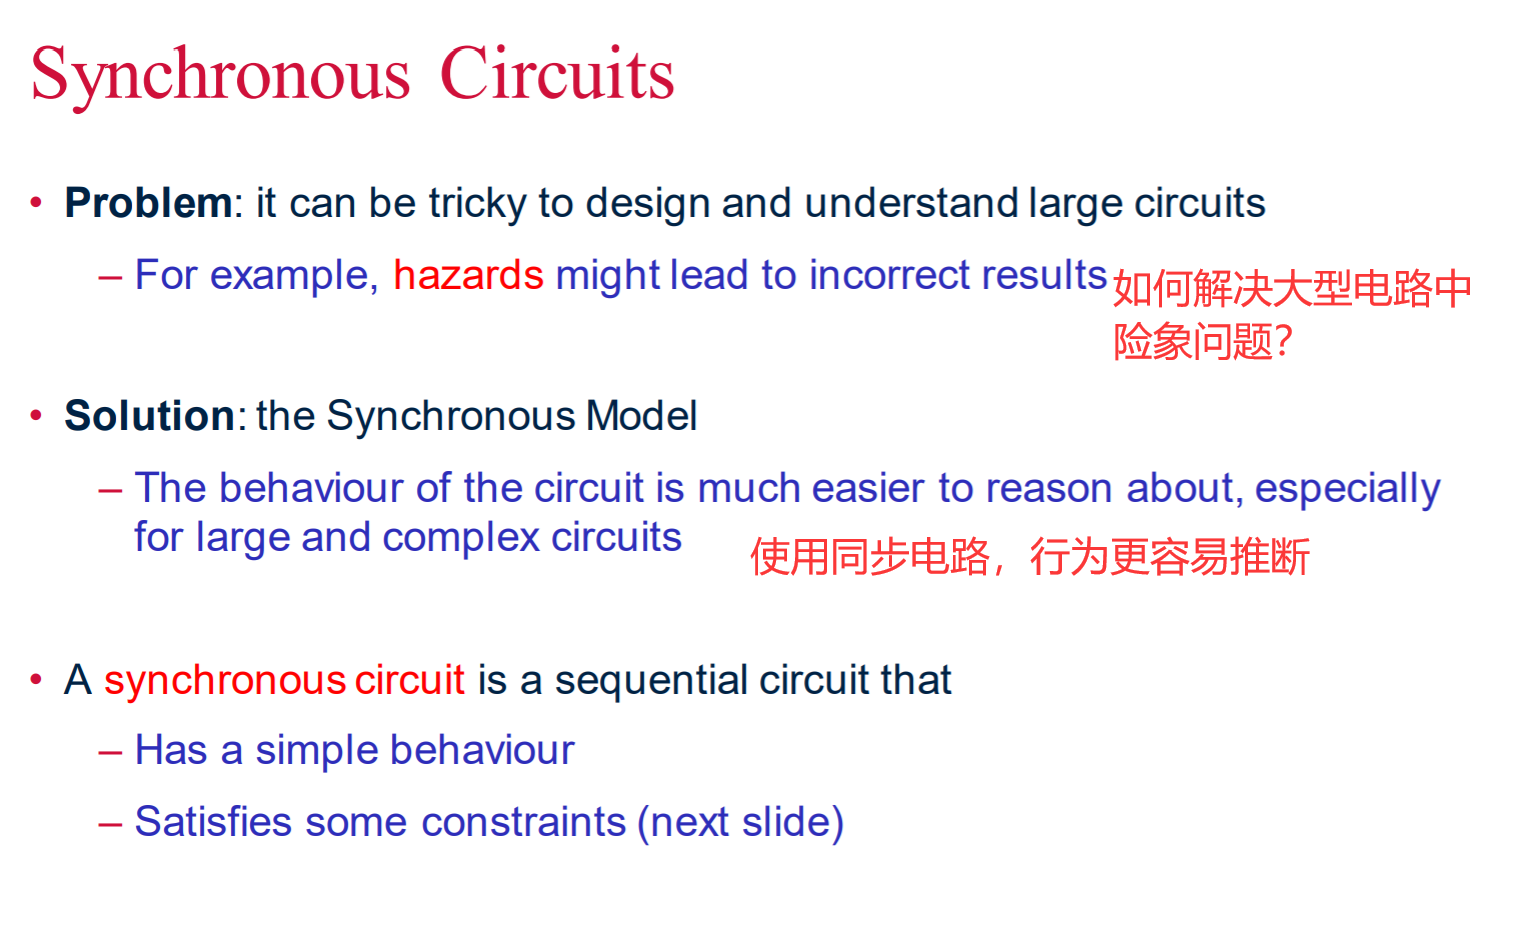 Synchronous Circuits
• Problem: it can be tricky to design and understand large circuits
– For example, hazards might lead to incorrect results
如何解决大型电路中
险象问题？
• Solution: the Synchronous Model
– The behaviour of the circuit is much easier to reason about, especially
for large and complex circuits
使用同步电路，行为更容易推断
• A synchronous circuit is a sequential circuit that
– Has a simple behaviour
– Satisfies some constraints (next slide)